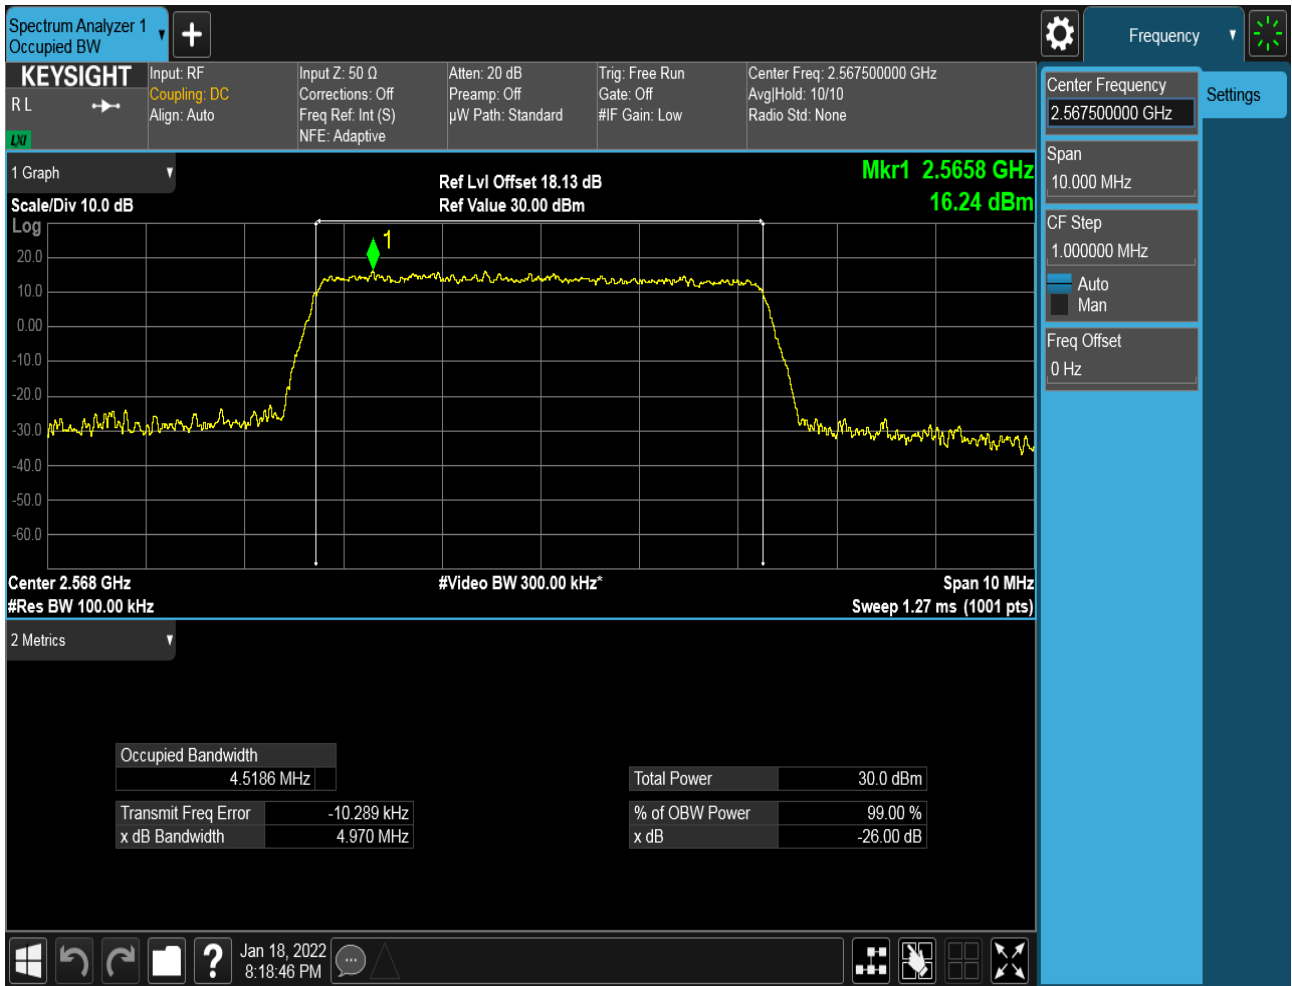 Spectrum Analyzer 1
Occupied BW
Frequency
KEYSIGHT
R L
LXI
Input: RF
Coupling: DC
Align: Auto
Input Z: 50 Ω
Corrections: Off
Freq Ref: Int (S)
NFE: Adaptive
Atten: 20 dB
Preamp: Off
µW Path: Standard
Trig: Free Run
Gate: Off
#IF Gain: Low
Center Freq: 2.567500000 GHz
Avg|Hold: 10/10
Radio Std: None
Center Frequency
2.567500000 GHz
Settings
Span
10.000 MHz
CF Step
1.000000 MHz
Auto
Man
Freq Offset
0 Hz
1 Graph
Scale/Div 10.0 dB
Log
Ref Lvl Offset 18.13 dB
Ref Value 30.00 dBm
Mkr1 2.5658 GHz
16.24 dBm
1
20.0
10.0
0.00
-10.0
-20.0
-30.0
-40.0
-50.0
-60.0
Center 2.568 GHz
#Res BW 100.00 kHz
#Video BW 300.00 kHz*
Span 10 MHz
Sweep 1.27 ms (1001 pts)
2 Metrics
Occupied Bandwidth
4.5186 MHz
Total Power 30.0 dBm
Transmit Freq Error -10.289 kHz
% of OBW Power 99.00 %
x dB Bandwidth 4.970 MHz
x dB -26.00 dB
?
Jan 18, 2022
8:18:46 PM